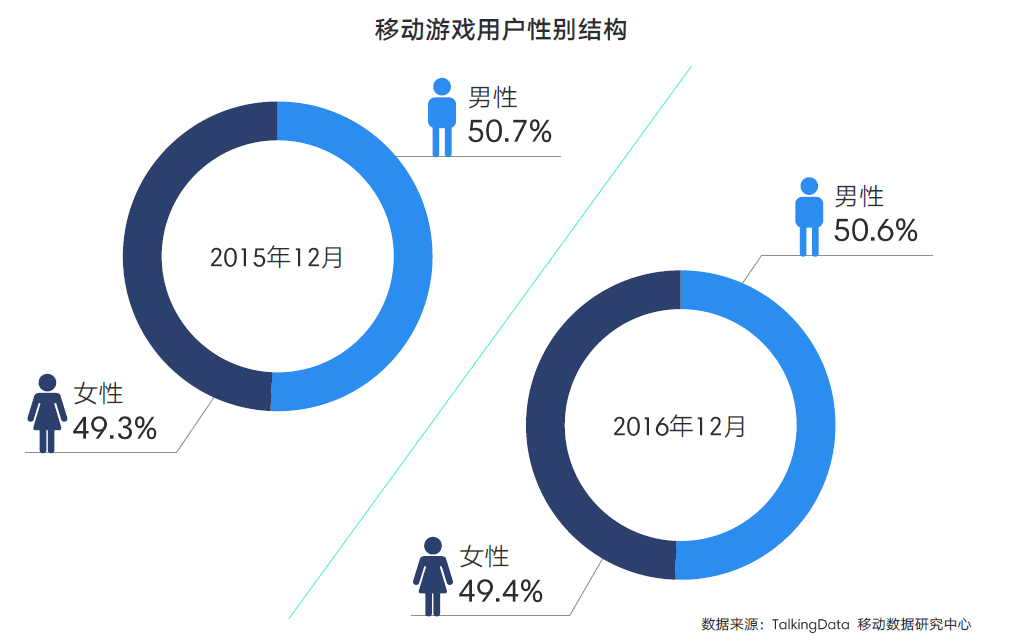 移动游戏用户性别结构
男性
50.7%
2015年12月
女性
49.3%
男性
50.6%
2016年12月
女性
49.4%
数据来源：TalkingData 移动数据研究中心